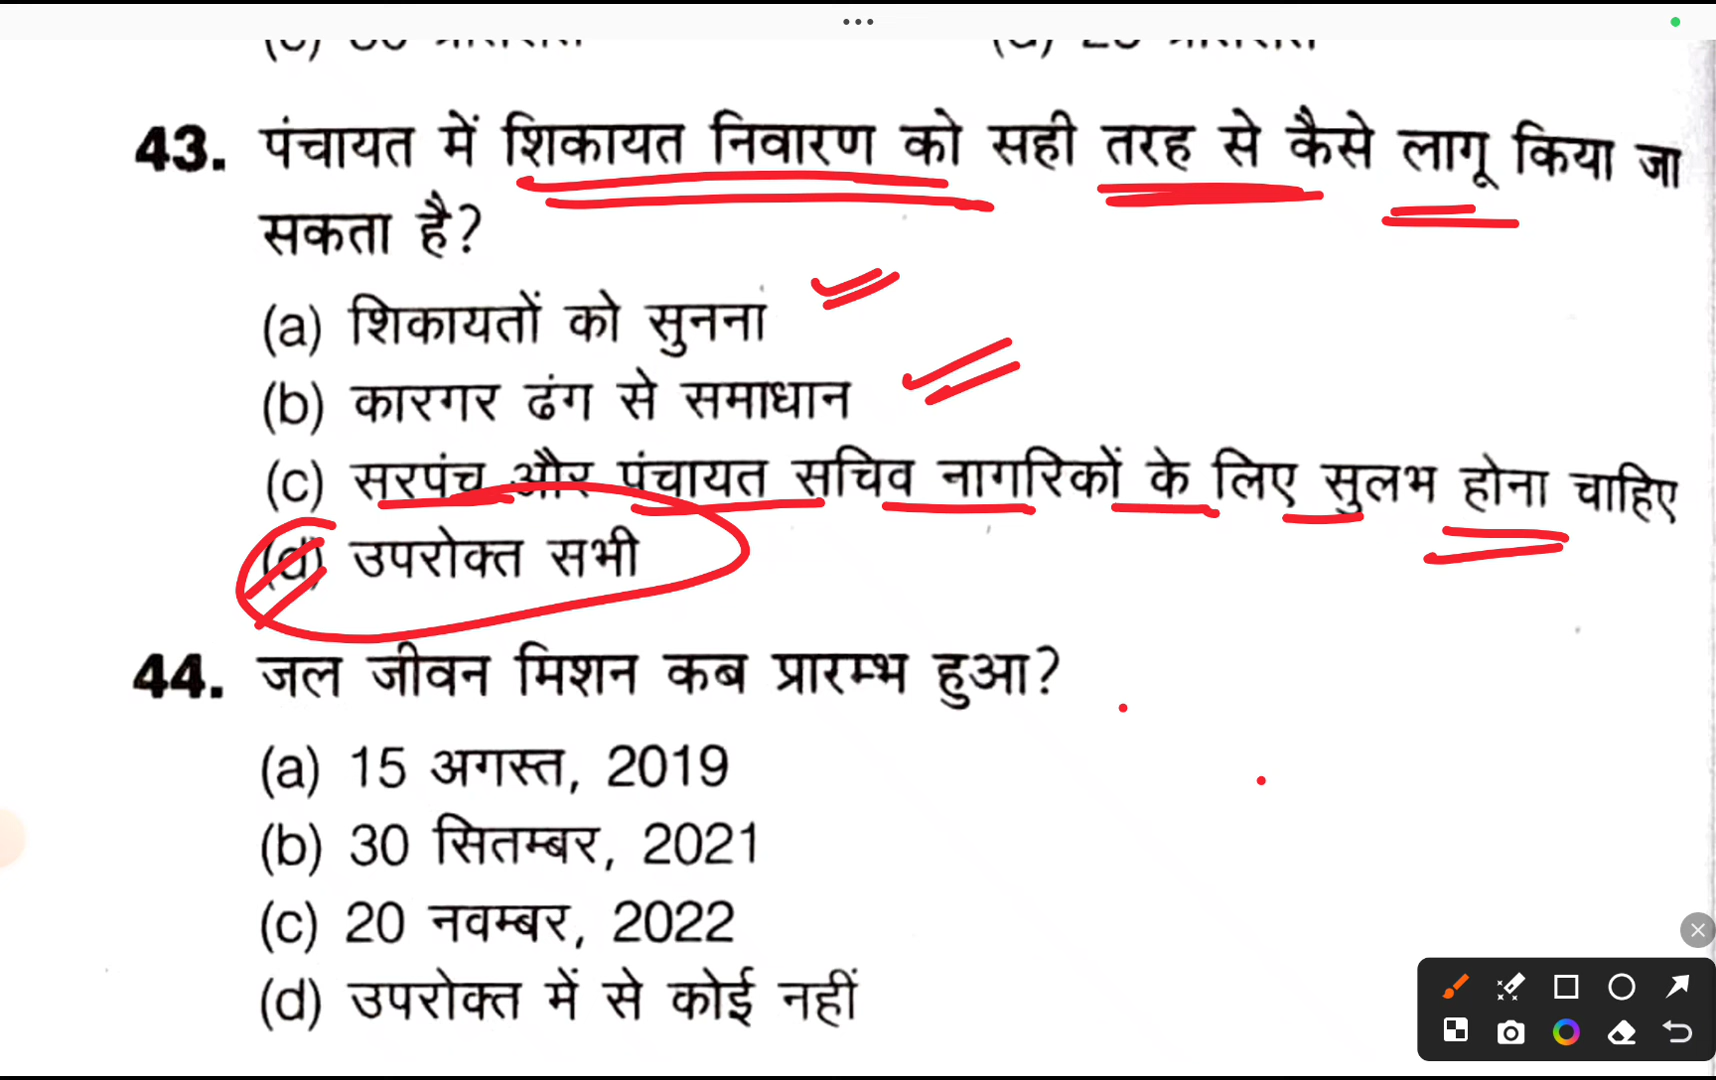 43. पंचायत में शिकायत निवारण को सही तरह से कैसे लागू किया जा
सकता है?
(a) शिकायतों को सुनना
(b) कारगर ढंग से समाधान
(c) सरपंच और पंचायत सचिव नागरिकों के लिए सुलभ होना चाहिए
(d) उपरोक्त सभी
44. जल जीवन मिशन कब प्रारम्भ हुआ?
(a) 15 अगस्त, 2019
(b) 30 सितम्बर, 2021
(c) 20 नवम्बर, 2022
(d) उपरोक्त में से कोई नहीं